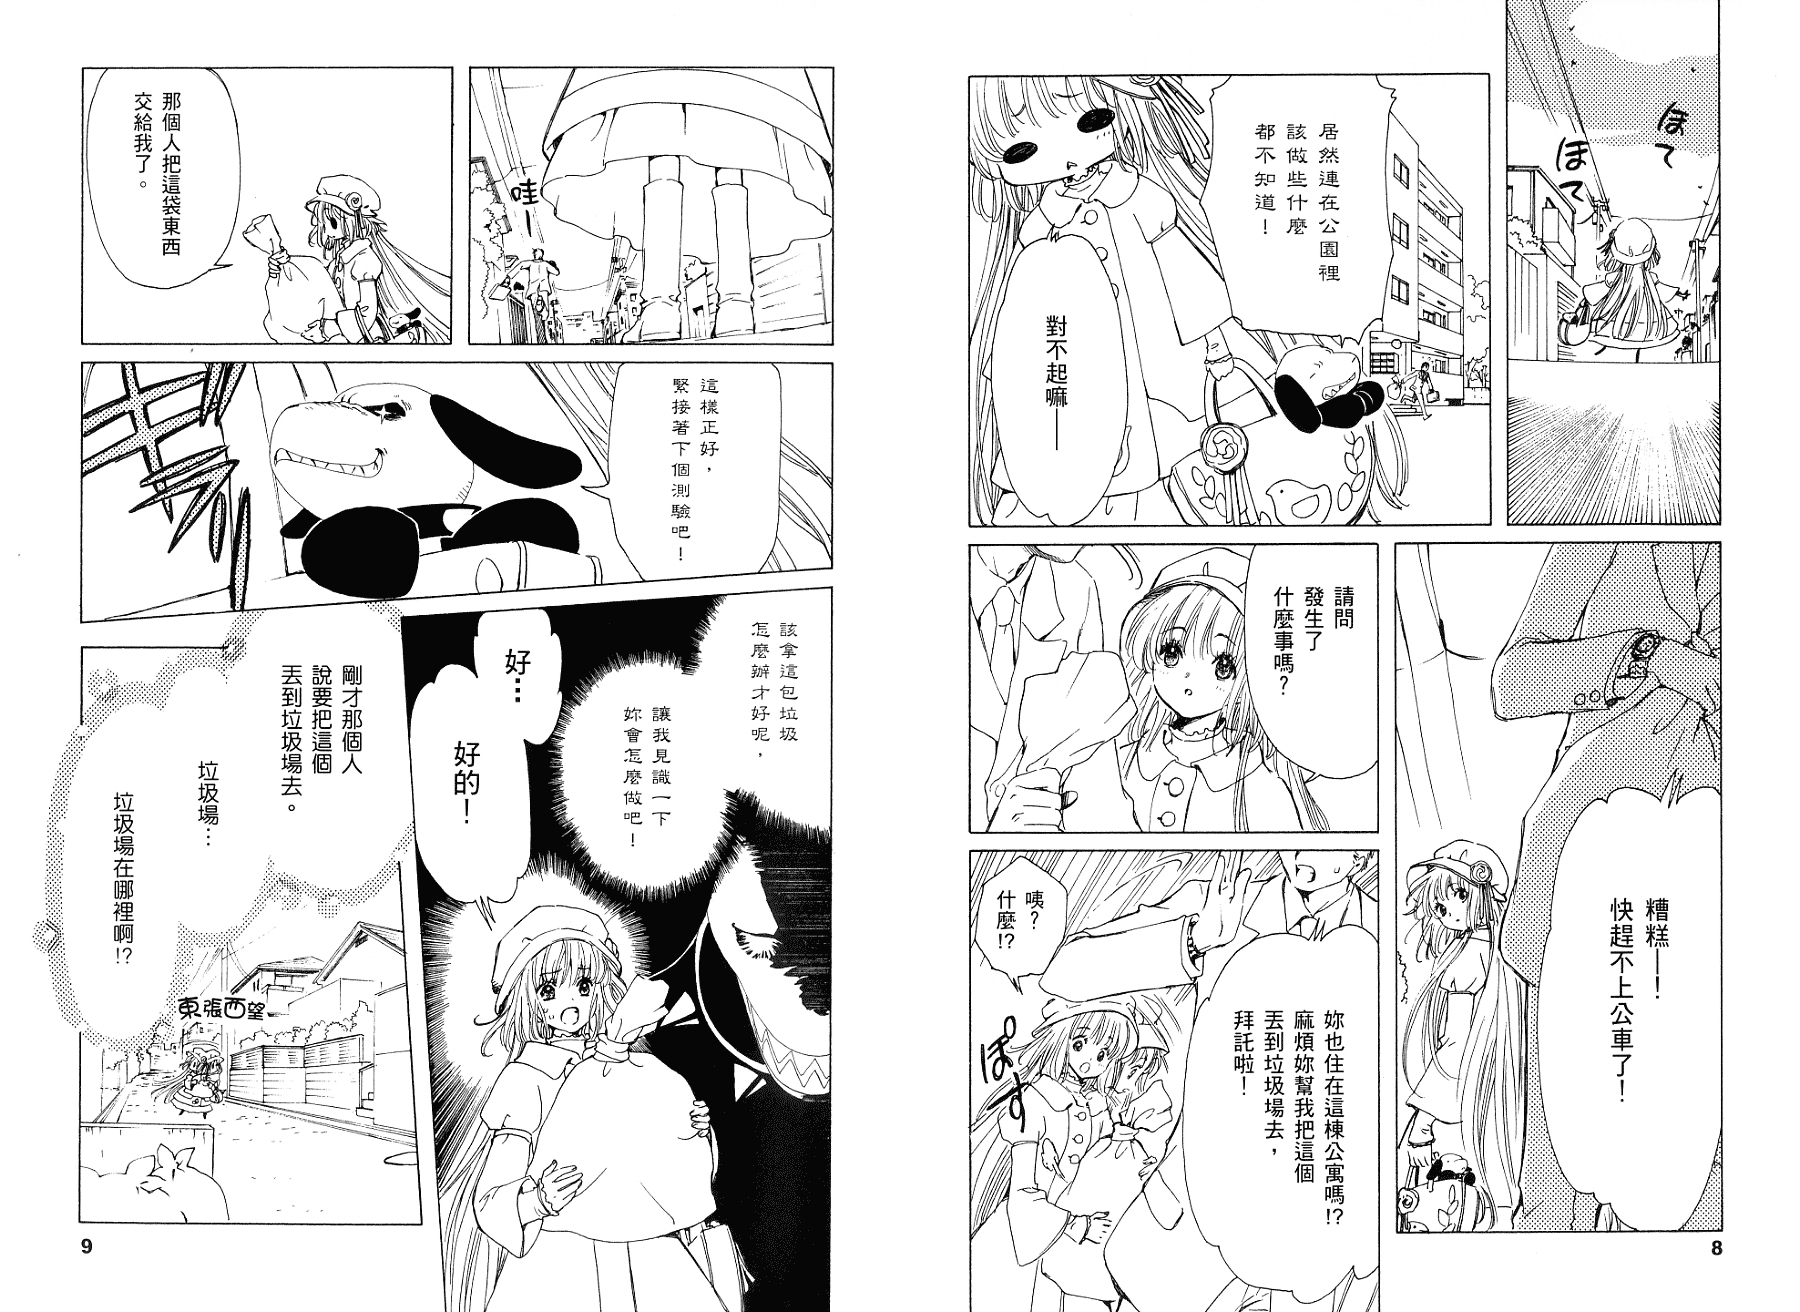 ほて
ほて
居然連在公園裡
該做些什麼
都不知道！
對不起嘛──
糟糕──！
快趕不上公車了！
請問
發生了
什麼事嗎？
妳也住在這棟公寓嗎!?
麻煩妳幫我把這個
丟到垃圾場去，
拜託啦！
咦？
什麼!?
ぽす
8
哇─
那個人把這袋東西
交給我了。
這樣正好，
緊接著下個測驗吧！
該拿這包垃圾
怎麼辦才好呢，
讓我見識一下
妳會怎麼做吧！
好…
好的！
剛才那個人
說要把這個
丟到垃圾場去。
垃圾場…
垃圾場在哪裡啊!?
東張西望
9